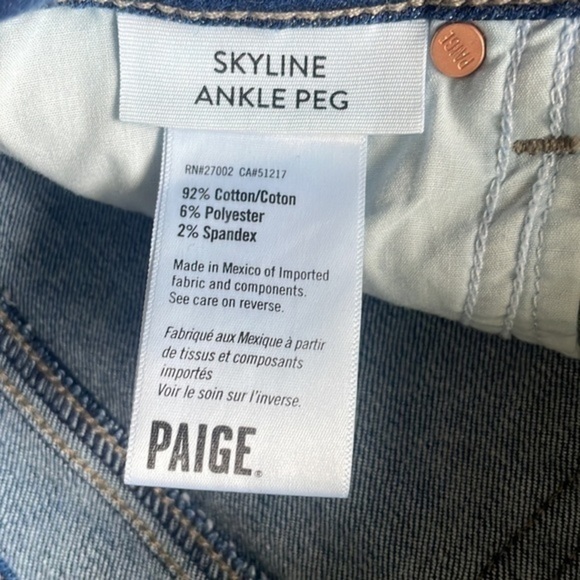 SKYLINE
ANKLE PEG
PAIGE
RN#27002 CA#51217
92% Cotton/Coton
6% Polyester
2% Spandex
Made in Mexico of Imported
fabric and components.
See care on reverse.
Fabriqué aux Mexique à partir
de tissus et composants
importés
Voir le soin sur l'inverse.
PAIGE®